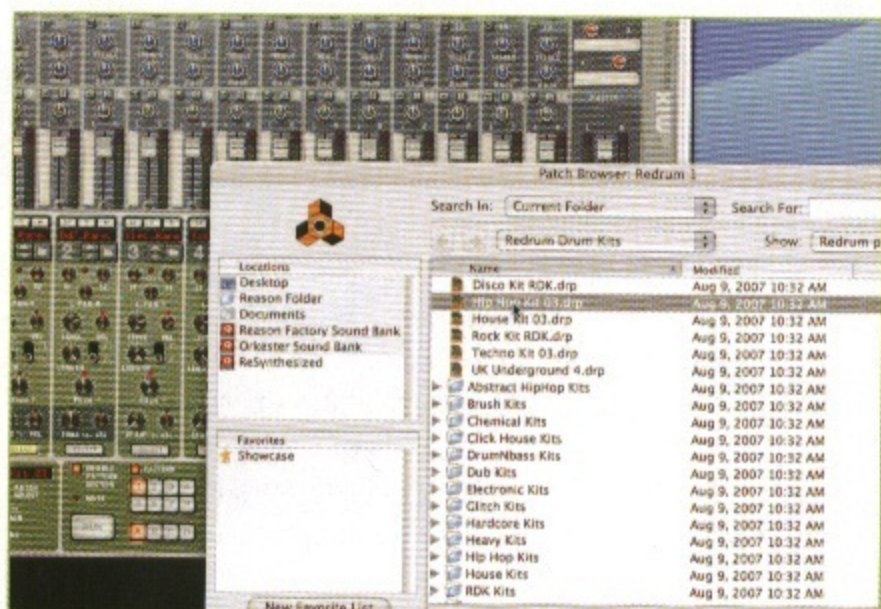 MIX
Patch Browser: Redrum 1
Search In: Current Folder Search For:
Redrum Drum Kits Show: Redrum p
Locations
Desktop
Reason Folder
Documents
Reason Factory Sound Bank
Orkester Sound Bank
ReSynthesized
Favorites
Showcase
New Favorite List
Name Modified
Disco Kit RDK.drp Aug 9, 2007 10:32 AM
Hip Hop Kit 03.drp Aug 9, 2007 10:32 AM
House Kit 03.drp Aug 9, 2007 10:32 AM
Rock Kit RDK.drp Aug 9, 2007 10:32 AM
Techno Kit 03.drp Aug 9, 2007 10:32 AM
UK Underground 4.drp Aug 9, 2007 10:32 AM
Abstract HipHop Kits Aug 9, 2007 10:32 AM
Brush Kits Aug 9, 2007 10:32 AM
Chemical Kits Aug 9, 2007 10:32 AM
Click House Kits Aug 9, 2007 10:32 AM
DrumNbass Kits Aug 9, 2007 10:32 AM
Dub Kits Aug 9, 2007 10:32 AM
Electronic Kits Aug 9, 2007 10:32 AM
Glitch Kits Aug 9, 2007 10:32 AM
Hardcore Kits Aug 9, 2007 10:32 AM
Heavy Kits Aug 9, 2007 10:32 AM
Hip Hop Kits Aug 9, 2007 10:32 AM
House Kits Aug 9, 2007 10:32 AM
RDK Kits Aug 9, 2007 10:32 AM
2
3
ENABLE
PATTERN
SECTION
MUTE
PATTERN
RUN